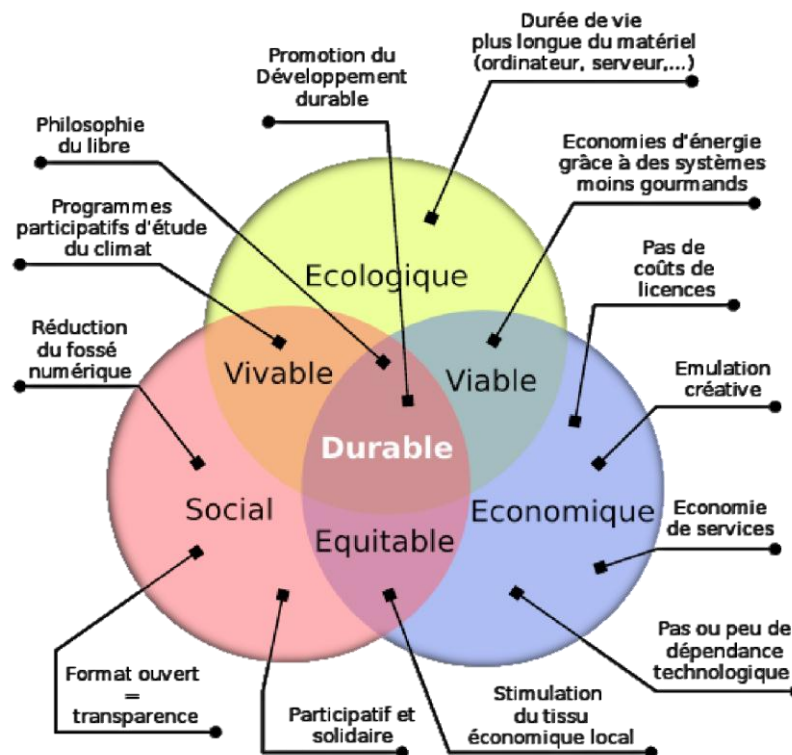 Durée de vie
plus longue du matériel
(ordinateur, serveur,...)
Promotion du
Développement
durable
Philosophie
du libre
Economies d'énergie
grâce à des systèmes
moins gourmands
Programmes
participatifs d'étude
du climat
Pas de
coûts de
licences
Ecologique
Réduction
du fossé
numérique
Vivable
Viable
Emulation
créative
Durable
Social
Economique
Equitable
Economie
de services
Pas ou peu de
dépendance
technologique
Format ouvert
=
transparence
Participatif et
solidaire
Stimulation
du tissu
économique local